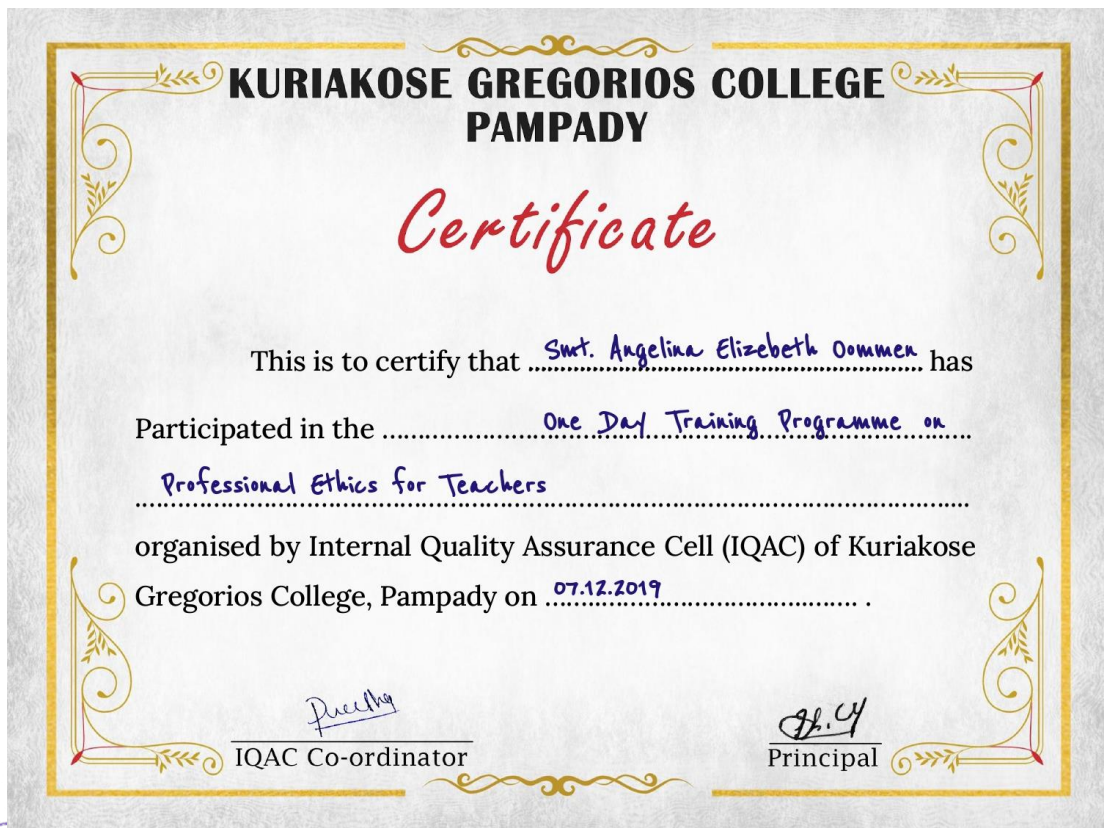 KURIAKOSE GREGORIOS COLLEGE
PAMPADY
Certificate
This is to certify that Smt. Angelina Elizebeth Oommen has
Participated in the One Day Training Programme on
Professional Ethics for Teachers
organised by Internal Quality Assurance Cell (IQAC) of Kuriakose
Gregorios College, Pampady on 07.12.2019 .
IQAC Co-ordinator
Principal